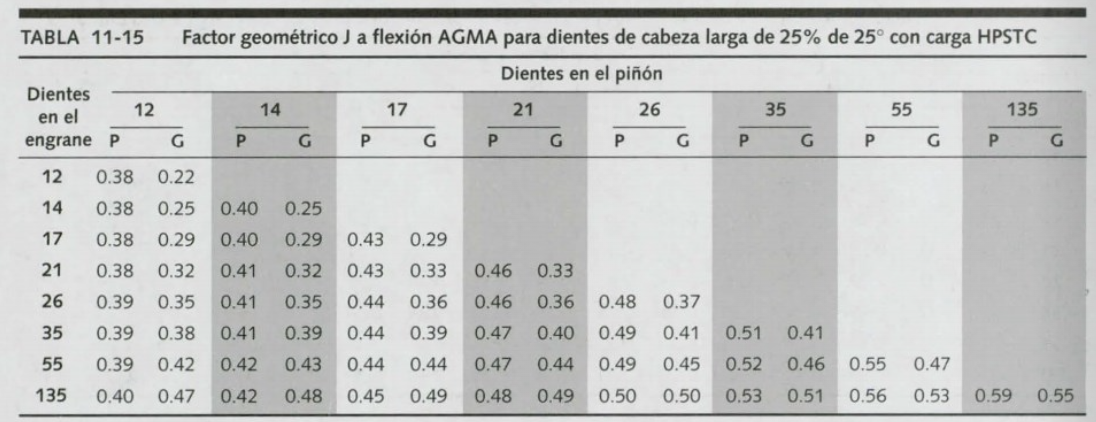 TABLA 11-15 Factor geométrico J a flexión AGMA para dientes de cabeza larga de 25% de 25° con carga HPSTC
Dientes en el piñón
Dientes
en el
engrane
12 14 17 21 26 35 55 135
P G P G P G P G P G P G P G P G
12 0.38 0.22
14 0.38 0.25 0.40 0.25
17 0.38 0.29 0.40 0.29 0.43 0.29
21 0.38 0.32 0.41 0.32 0.43 0.33 0.46 0.33
26 0.39 0.35 0.41 0.35 0.44 0.36 0.46 0.36 0.48 0.37
35 0.39 0.38 0.41 0.39 0.44 0.39 0.47 0.40 0.49 0.41 0.51 0.41
55 0.39 0.42 0.42 0.43 0.44 0.44 0.47 0.44 0.49 0.45 0.52 0.46 0.55 0.47
135 0.40 0.47 0.42 0.48 0.45 0.49 0.48 0.49 0.50 0.50 0.53 0.51 0.56 0.53 0.59 0.55